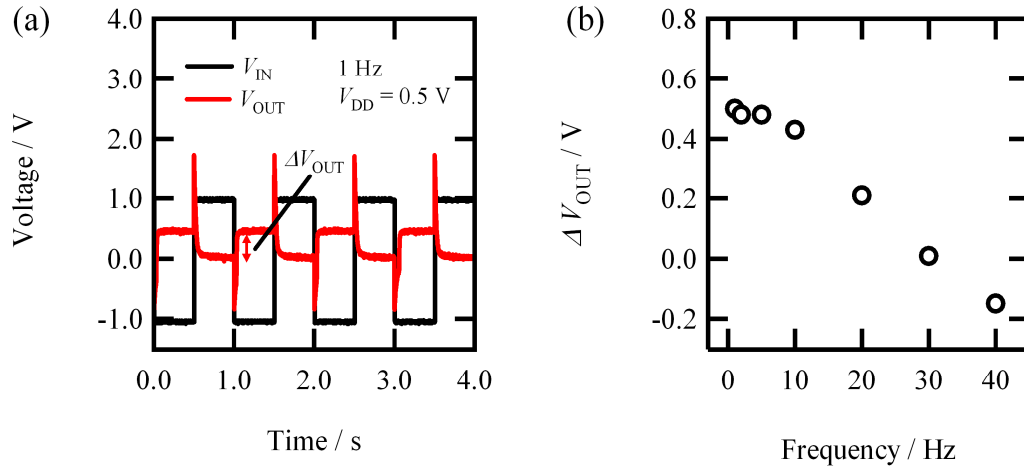 (a)
4.0
3.0
2.0
1.0
0.0
-1.0
Voltage / V
V_IN
V_OUT
1 Hz
V_DD = 0.5 V
ΔV_OUT
0.0 1.0 2.0 3.0 4.0
Time / s
(b)
0.8
0.6
0.4
0.2
0.0
-0.2
Δ V_OUT / V
0 10 20 30 40
Frequency / Hz